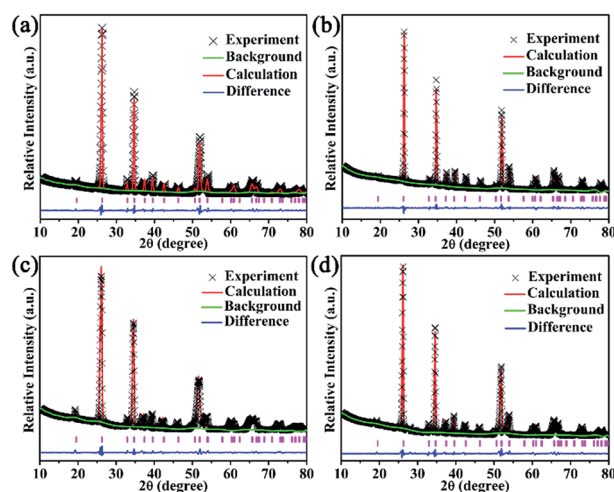 (a)
Experiment
Background
Calculation
Difference
Relative Intensity (a.u.)
10 20 30 40 50 60 70 80
2θ (degree)
(b)
Experiment
Calculation
Background
Difference
Relative Intensity (a.u.)
10 20 30 40 50 60 70 80
2θ (degree)
(c)
Experiment
Calculation
Background
Difference
Relative Intensity (a.u.)
10 20 30 40 50 60 70 80
2θ (degree)
(d)
Experiment
Calculation
Background
Difference
Relative Intensity (a.u.)
10 20 30 40 50 60 70 80
2θ (degree)